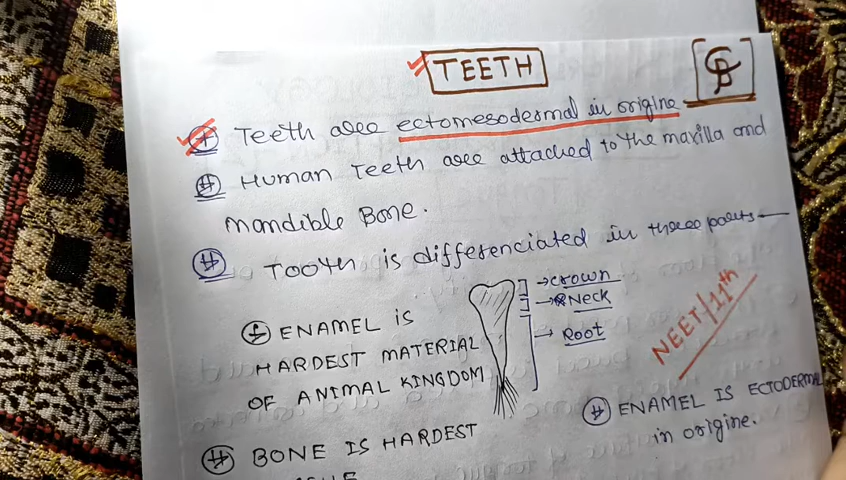 TEETH
Teeth are ectomesodermal in origine
Human Teeth are attached to the maxilla and
mandible Bone.
Tooth is differenciated in three parts —
→ crown
→ Neck
→ Root
ENAMEL is
HARDEST MATERIAL
OF ANIMAL KINGDOM
NEET/11th
ENAMEL IS ECTODERMAL
in origine.
BONE IS HARDEST